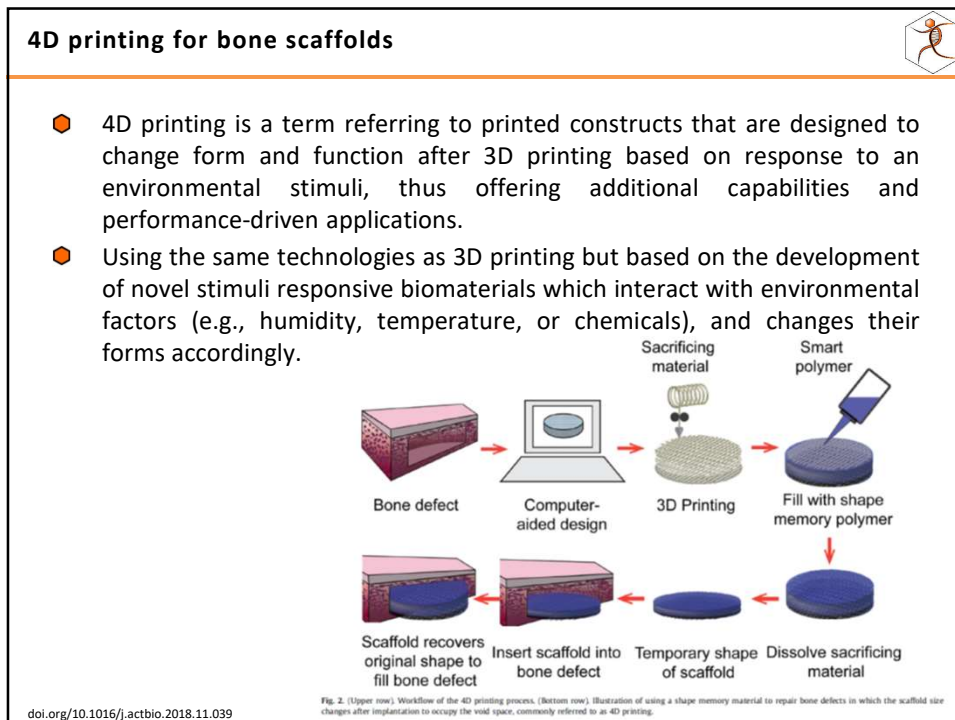 4D printing for bone scaffolds
4D printing is a term referring to printed constructs that are designed to
change form and function after 3D printing based on response to an
environmental stimuli, thus offering additional capabilities and
performance-driven applications.
Using the same technologies as 3D printing but based on the development
of novel stimuli responsive biomaterials which interact with environmental
factors (e.g., humidity, temperature, or chemicals), and changes their
forms accordingly.
Sacrificing
material
Smart
polymer
Bone defect
Computer-
aided design
3D Printing
Fill with shape
memory polymer
Scaffold recovers
original shape to
fill bone defect
Insert scaffold into
bone defect
Temporary shape
of scaffold
Dissolve sacrificing
material
Fig. 2. (Upper row). Workflow of the 4D printing process. (Bottom row). Illustration of using a shape memory material to repair bone defects in which the scaffold size
changes after implantation to occupy the void space, commonly referred to as 4D printing.
doi.org/10.1016/j.actbio.2018.11.039